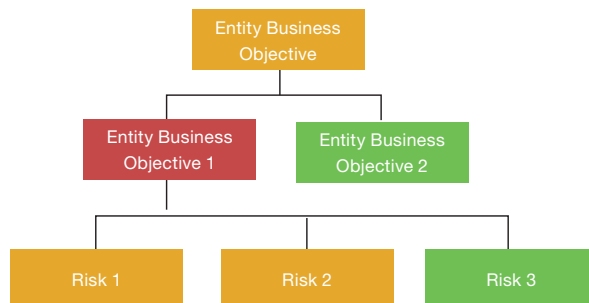 Entity Business
Objective
Entity Business
Objective 1
Entity Business
Objective 2
Risk 1
Risk 2
Risk 3